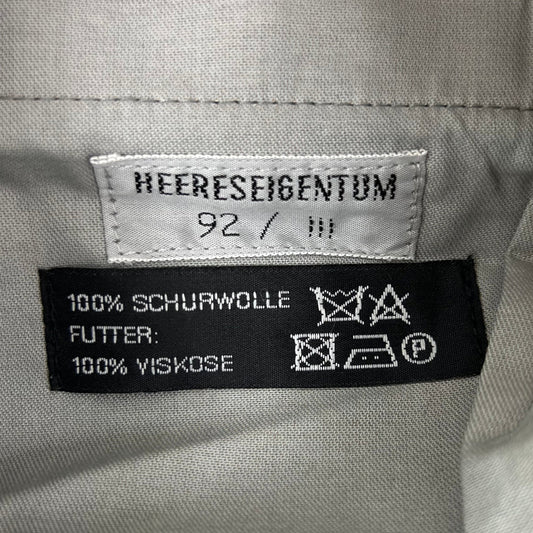 HEERESEIGENTUM
92 / III
100% SCHURWOLLE
FUTTER:
100% VISKOSE
P